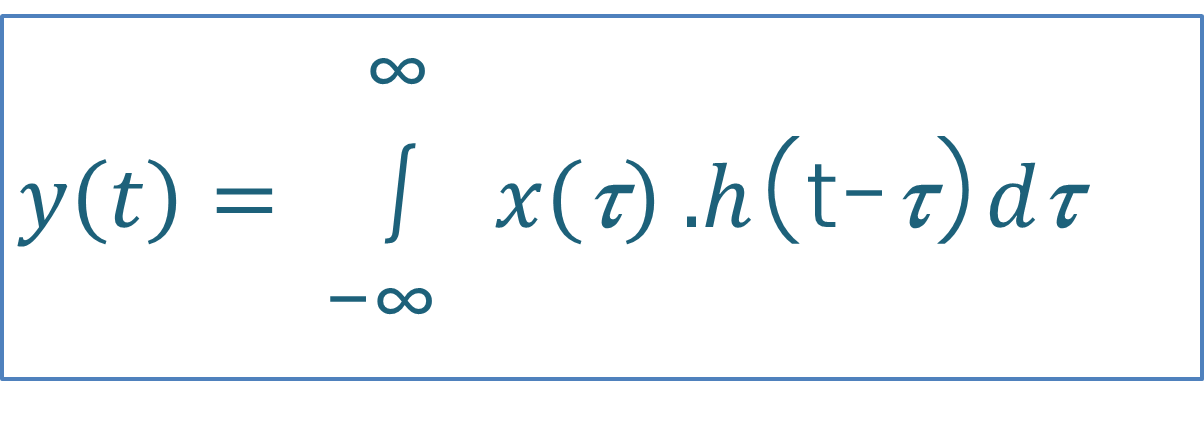 y(t) = ∫_{-∞}^{∞} x(τ) .h(t-τ)dτ